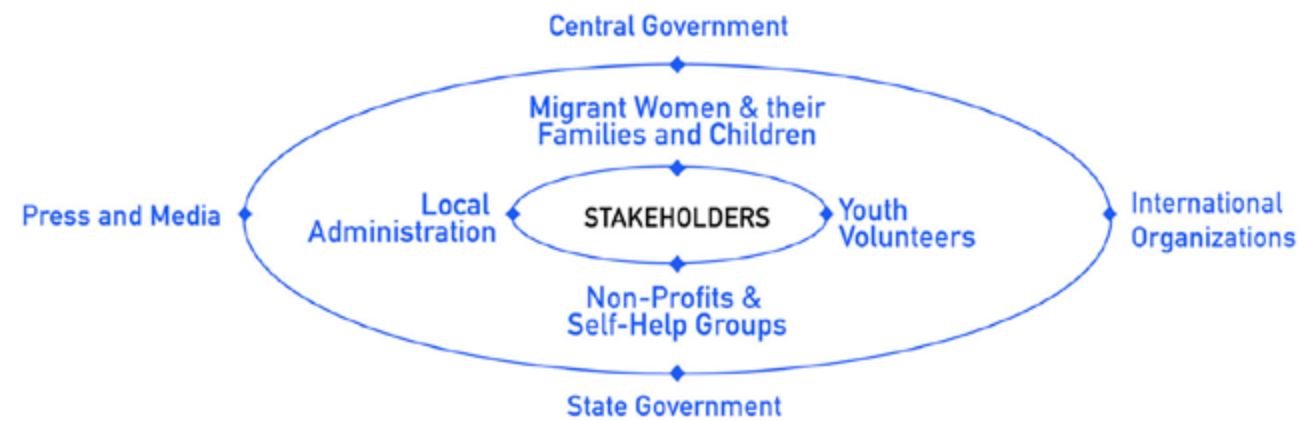 Central Government
Migrant Women & their
Families and Children
Press and Media
Local
Administration
STAKEHOLDERS
Youth
Volunteers
International
Organizations
Non-Profits &
Self-Help Groups
State Government